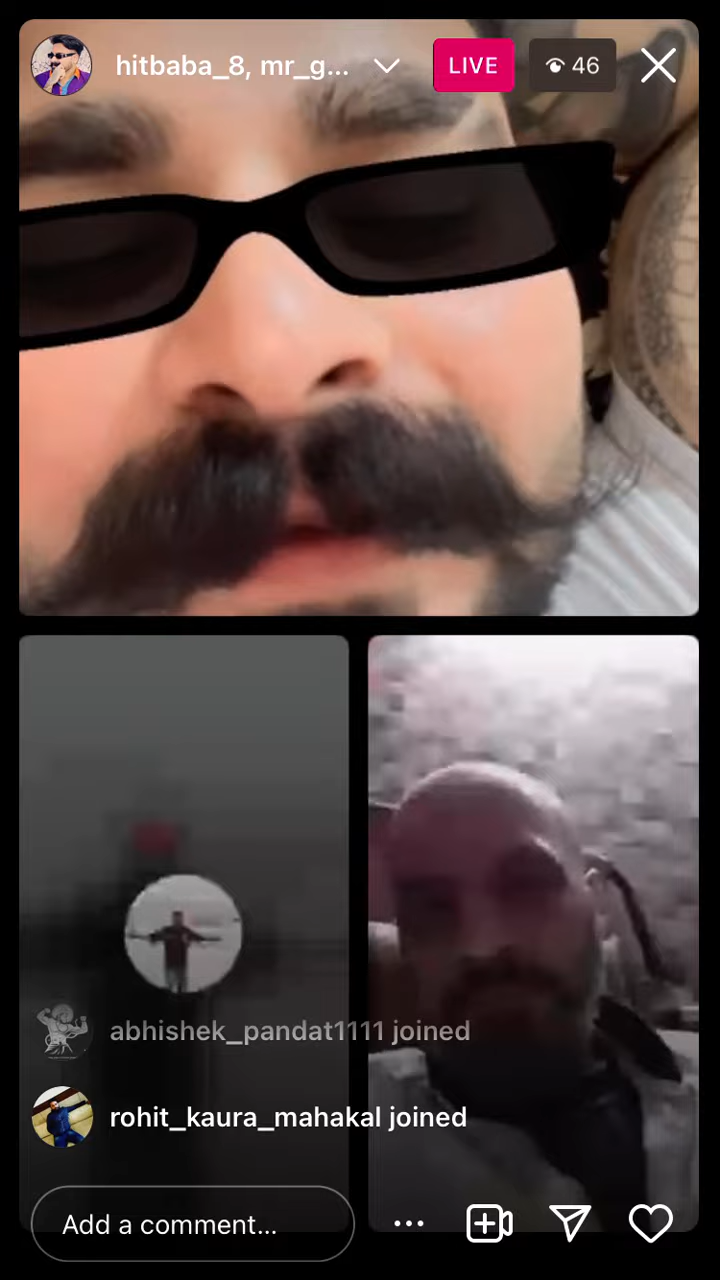 hitbaba_8, mr_g...
LIVE
46
abhishek_pandat1111 joined
rohit_kaura_mahakal joined
Add a comment...